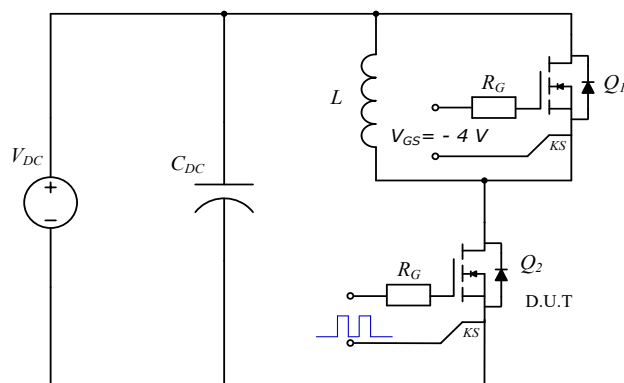 V_DC
C_DC
L
R_G
Q_1
V_GS= - 4 V
KS
R_G
Q_2
D.U.T
KS